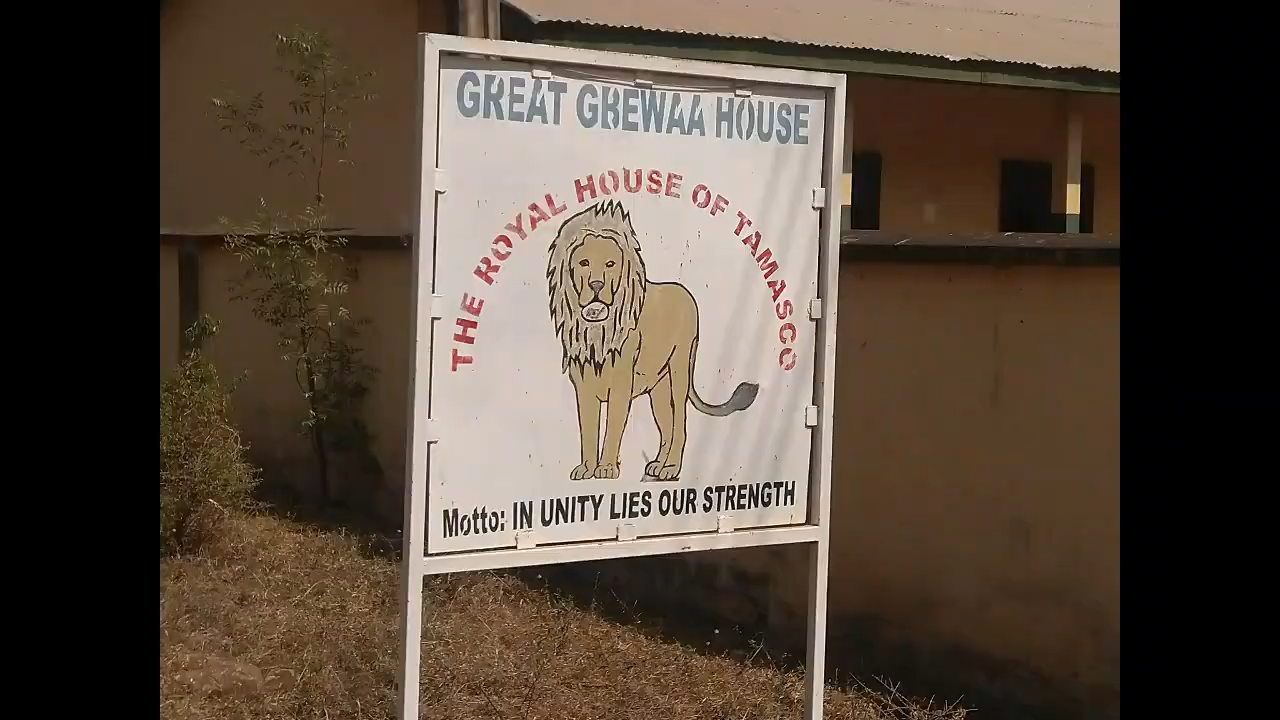 GREAT GBEWAA HOUSE
THE ROYAL HOUSE OF TAMASCO
Motto: IN UNITY LIES OUR STRENGTH